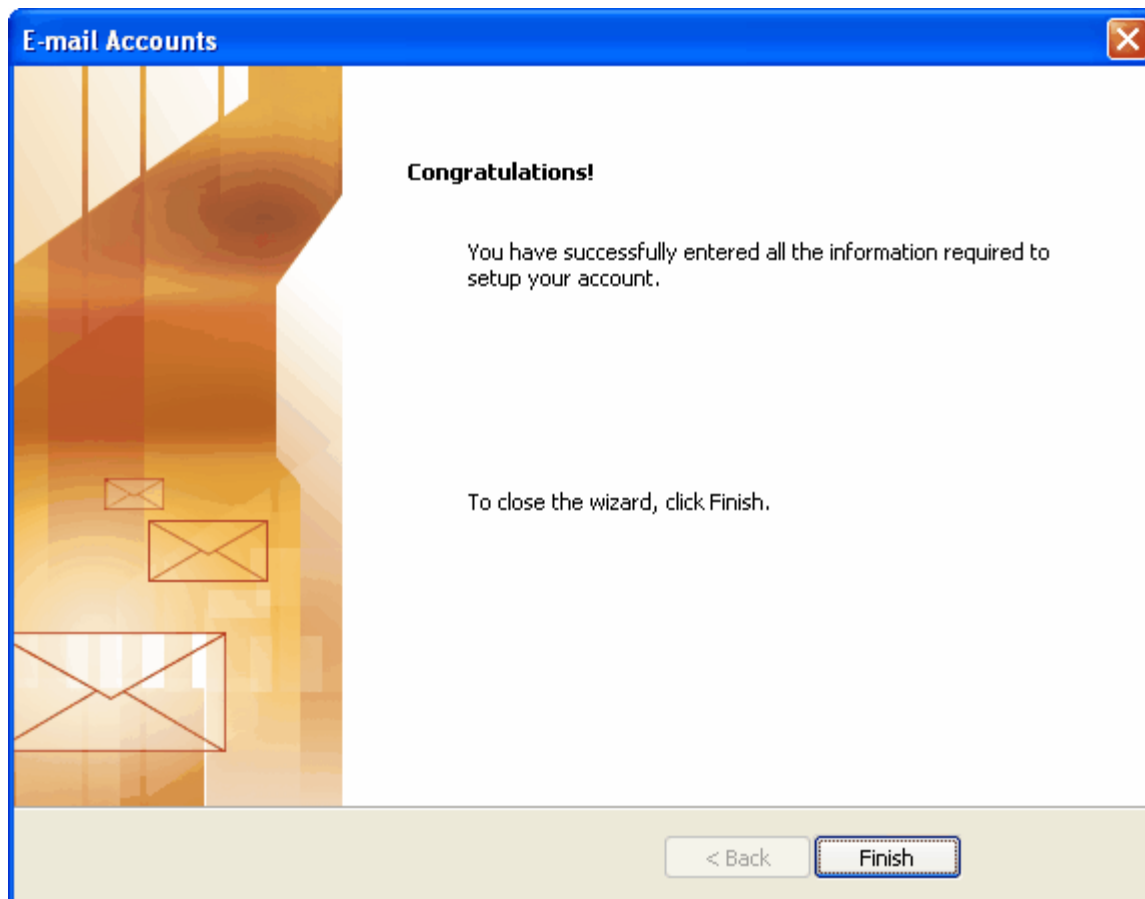 E-mail Accounts
Congratulations!
You have successfully entered all the information required to
setup your account.
To close the wizard, click Finish.
< Back
Finish